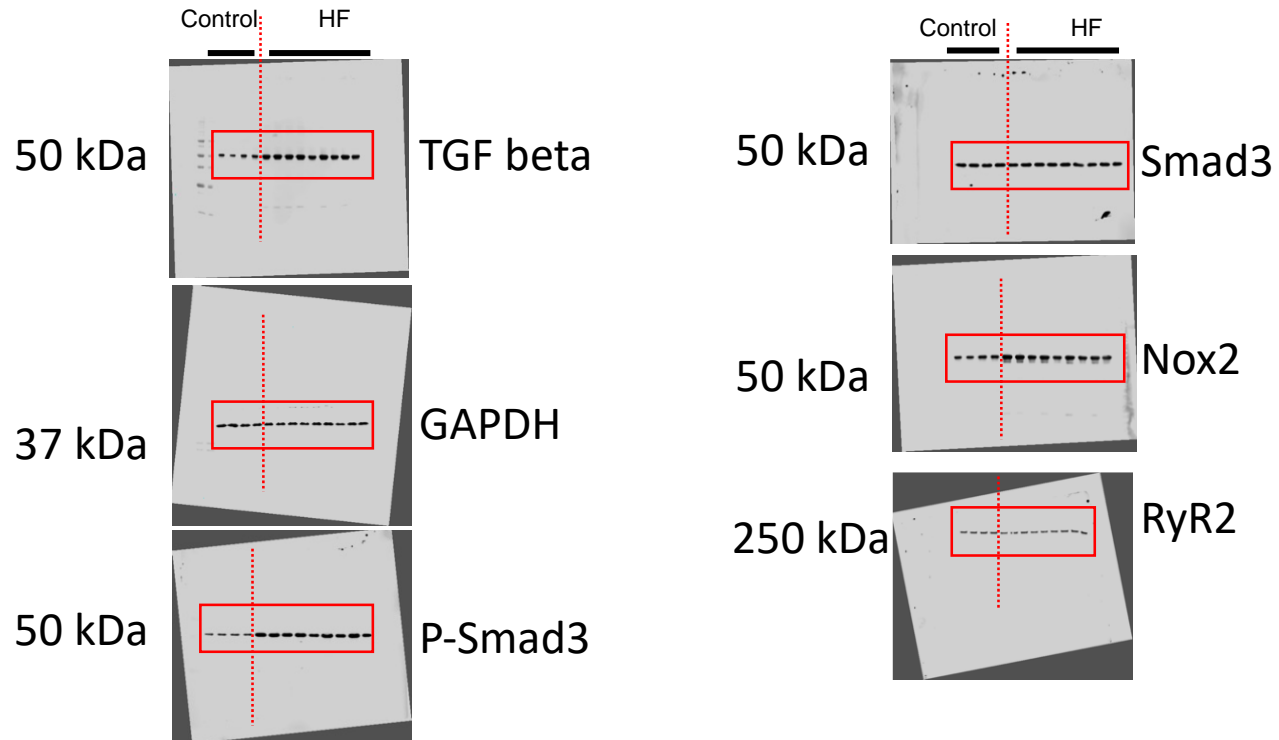 Control HF
50 kDa TGF beta
37 kDa GAPDH
50 kDa P-Smad3
Control HF
50 kDa Smad3
50 kDa Nox2
250 kDa RyR2